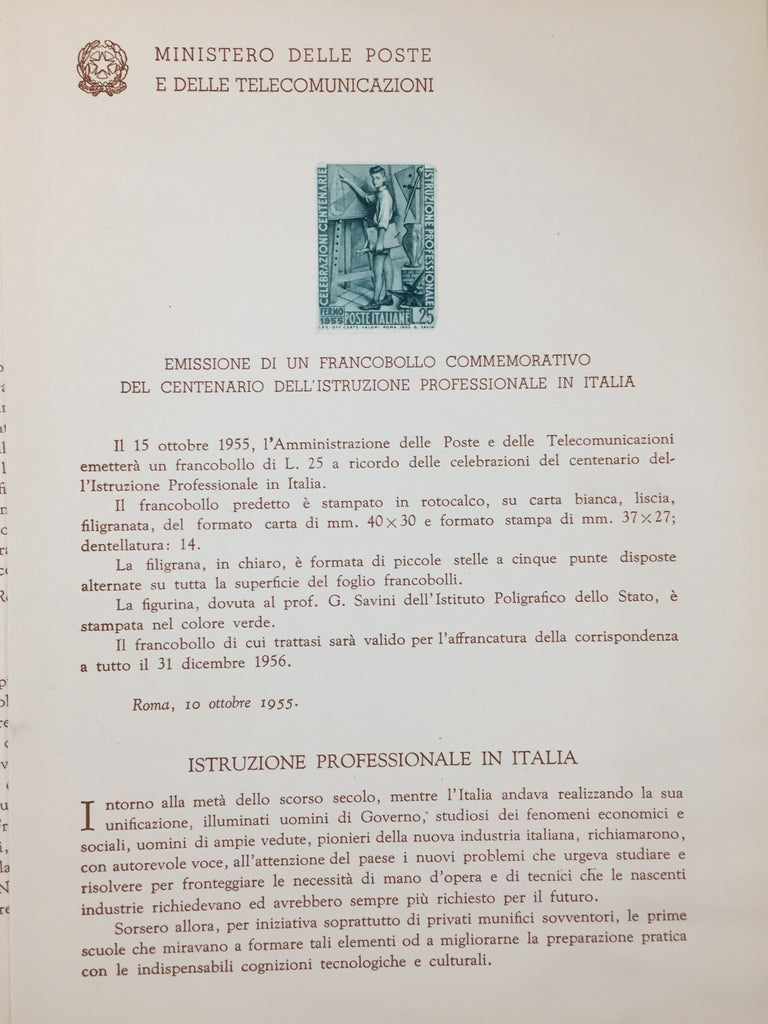 MINISTERO DELLE POSTE
E DELLE TELECOMUNICAZIONI
CELEBRAZIONI CENTENARIE
ISTRUZIONE PROFESSIONALE
FERMO
1955
POSTE ITALIANE L.25
EMISSIONE DI UN FRANCOBOLLO COMMEMORATIVO
DEL CENTENARIO DELL'ISTRUZIONE PROFESSIONALE IN ITALIA
Il 15 ottobre 1955, l'Amministrazione delle Poste e delle Telecomunicazioni
emetterà un francobollo di L. 25 a ricordo delle celebrazioni del centenario del-
l'Istruzione Professionale in Italia.
Il francobollo predetto è stampato in rotocalco, su carta bianca, liscia,
filigranata, del formato carta di mm. 40×30 e formato stampa di mm. 37×27;
dentellatura: 14.
La filigrana, in chiaro, è formata di piccole stelle a cinque punte disposte
alternate su tutta la superficie del foglio francobolli.
La figurina, dovuta al prof. G. Savini dell'Istituto Poligrafico dello Stato, è
stampata nel colore verde.
Il francobollo di cui trattasi sarà valido per l'affrancatura della corrispondenza
a tutto il 31 dicembre 1956.
Roma, 10 ottobre 1955.
ISTRUZIONE PROFESSIONALE IN ITALIA
Intorno alla metà dello scorso secolo, mentre l'Italia andava realizzando la sua
unificazione, illuminati uomini di Governo, studiosi dei fenomeni economici e
sociali, uomini di ampie vedute, pionieri della nuova industria italiana, richiamarono,
con autorevole voce, all'attenzione del paese i nuovi problemi che urgeva studiare e
risolvere per fronteggiare le necessità di mano d'opera e di tecnici che le nascenti
industrie richiedevano ed avrebbero sempre più richiesto per il futuro.
Sorsero allora, per iniziativa soprattutto di privati munifici sovventori, le prime
scuole che miravano a formare tali elementi od a migliorarne la preparazione pratica
con le indispensabili cognizioni tecnologiche e culturali.